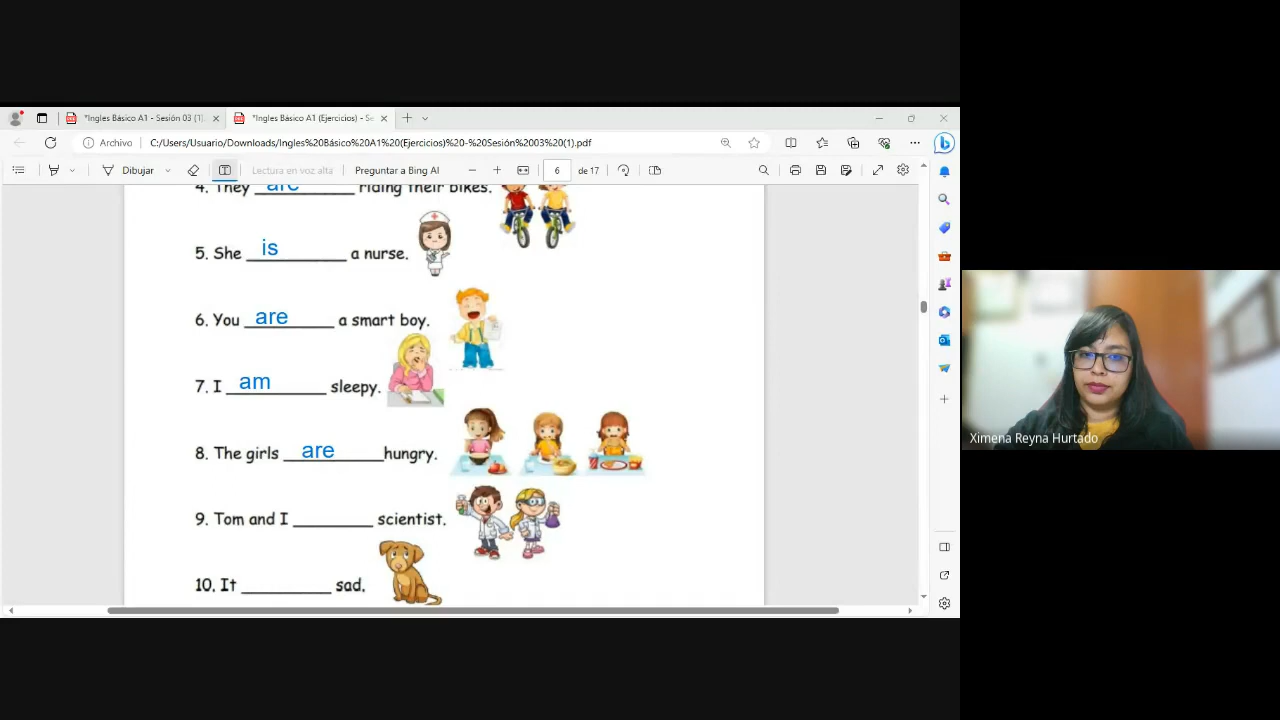 *Ingles Básico A1 - Sesión 03 (1)
*Ingles Básico A1 (Ejercicios) - Se
Archivo C:/Users/Usuario/Downloads/Ingles%20Básico%20A1%20(Ejercicios)%20-%20Sesión%2003%20(1).pdf
Dibujar Lectura en voz alta Preguntar a Bing AI 6 de 17
4. They are riding their bikes.
5. She is a nurse.
6. You are a smart boy.
7. I am sleepy.
8. The girls are hungry.
9. Tom and I ________ scientist.
10. It _________ sad.
Ximena Reyna Hurtado